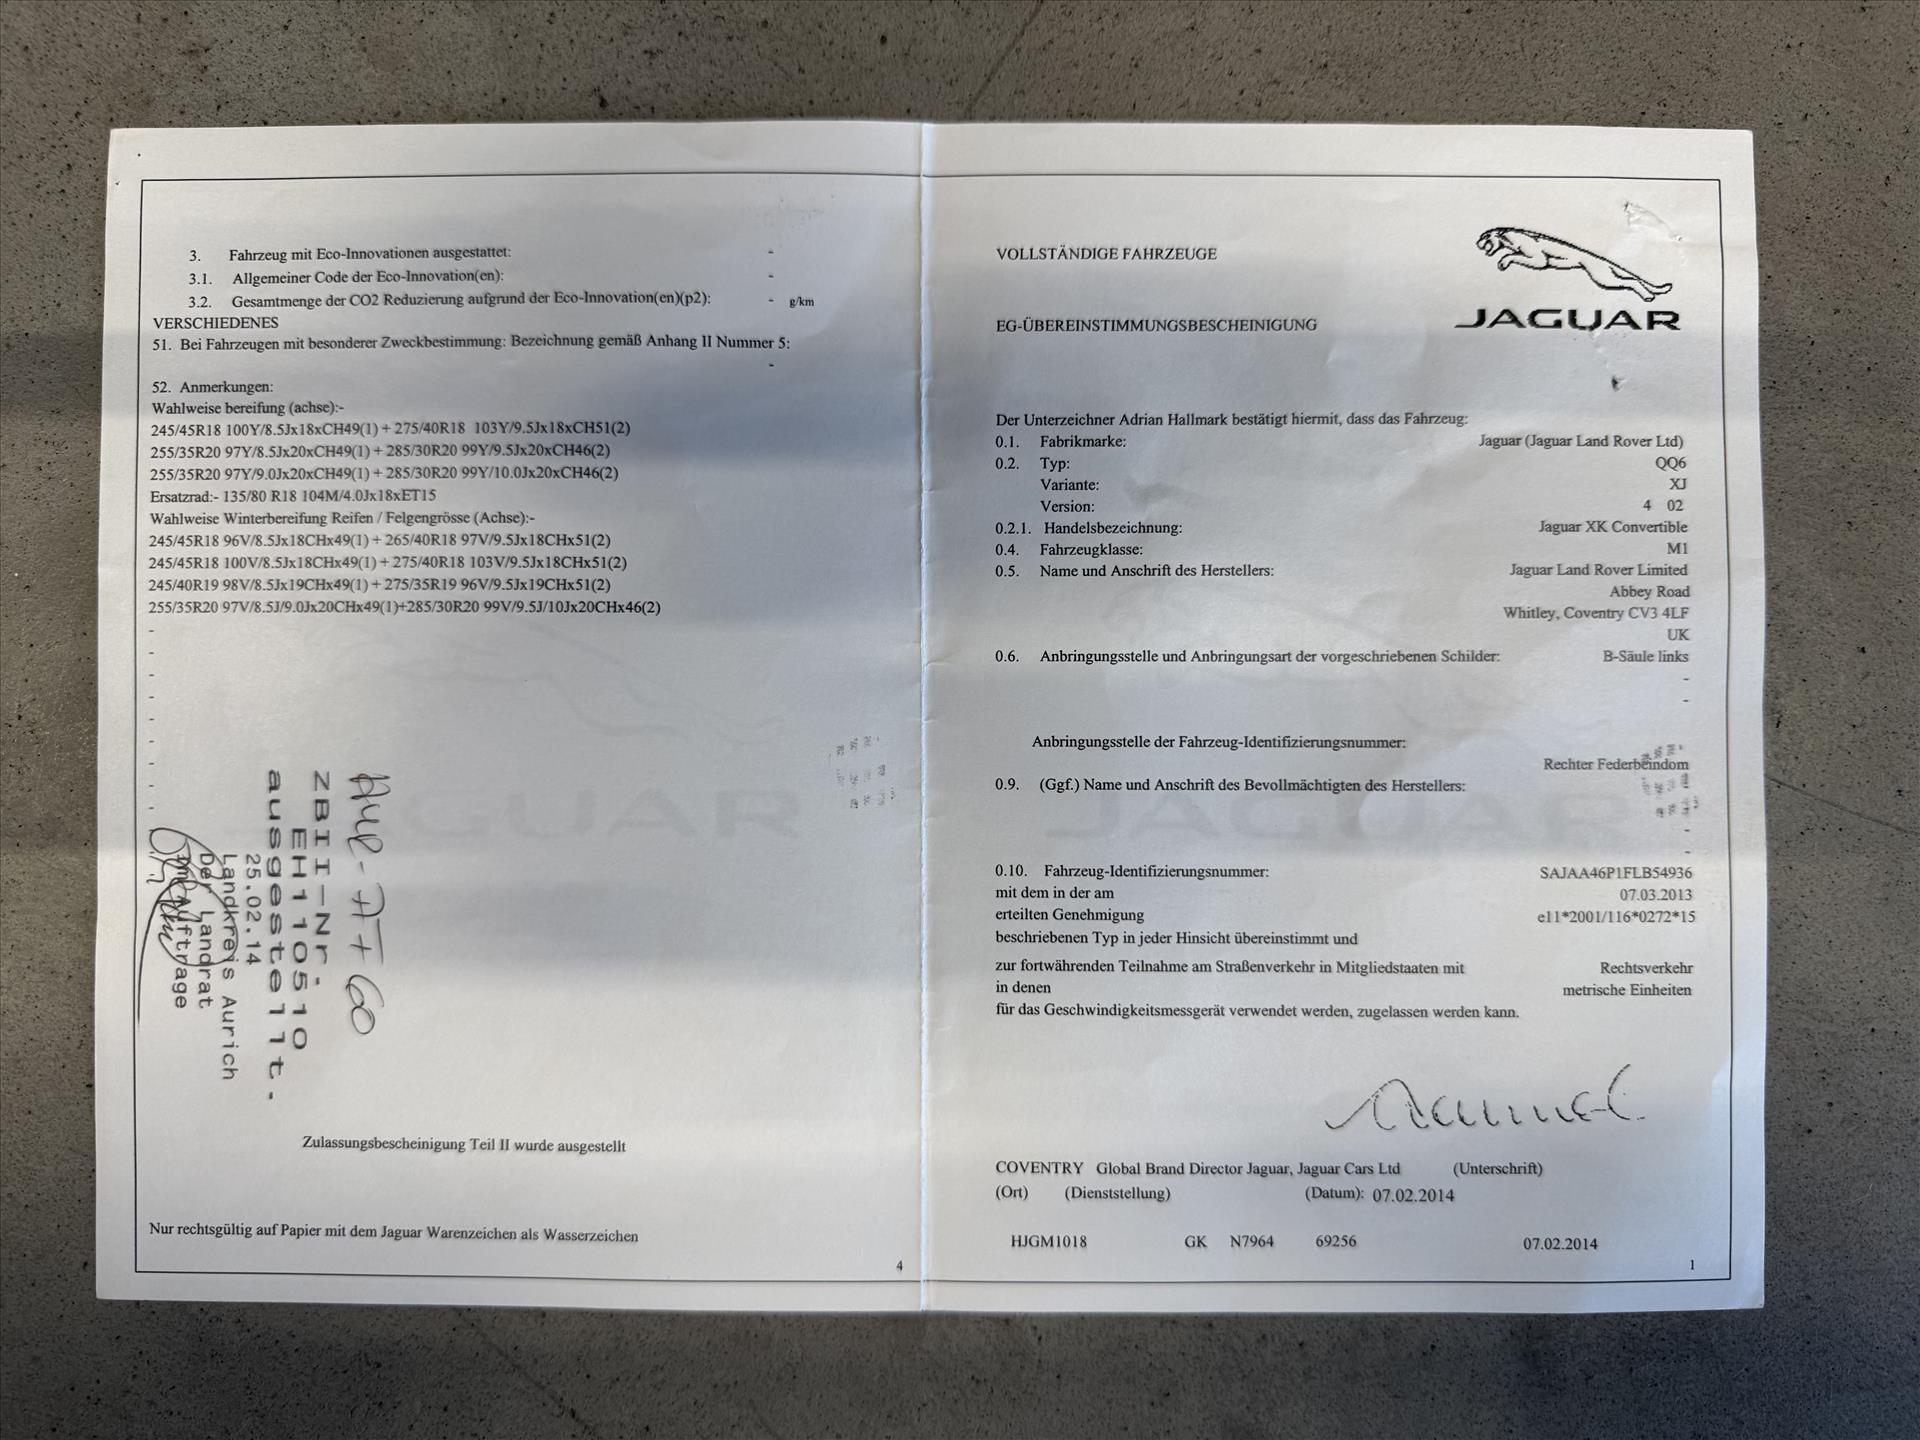 3. Fahrzeug mit Eco-Innovationen ausgestattet: -
3.1. Allgemeiner Code der Eco-Innovation(en): -
3.2. Gesamtmenge der CO2 Reduzierung aufgrund der Eco-Innovation(en)(p2): - g/km
VERSCHIEDENES
51. Bei Fahrzeugen mit besonderer Zweckbestimmung: Bezeichnung gemäß Anhang II Nummer 5:
-
52. Anmerkungen:
Wahlweise bereifung (achse):-
245/45R18 100Y/8.5Jx18xCH49(1) + 275/40R18 103Y/9.5Jx18xCH51(2)
255/35R20 97Y/8.5Jx20xCH49(1) + 285/30R20 99Y/9.5Jx20xCH46(2)
255/35R20 97Y/9.0Jx20xCH49(1) + 285/30R20 99Y/10.0Jx20xCH46(2)
Ersatzrad:- 135/80 R18 104M/4.0Jx18xET15
Wahlweise Winterbereifung Reifen / Felgengrösse (Achse):-
245/45R18 96V/8.5Jx18CHx49(1) + 265/40R18 97V/9.5Jx18CHx51(2)
245/45R18 100V/8.5Jx18CHx49(1) + 275/40R18 103V/9.5Jx18CHx51(2)
245/40R19 98V/8.5Jx19CHx49(1) + 275/35R19 96V/9.5Jx19CHx51(2)
255/35R20 97V/8.5J/9.0Jx20CHx49(1)+285/30R20 99V/9.5J/10Jx20CHx46(2)
-
-
-
-
-
-
-
-
-
ZBII-Nr.
EH110510
ausgestellt.
25.02.14
Landkreis Aurich
Der Landrat
Im Auftrage
Zulassungsbescheinigung Teil II wurde ausgestellt
Nur rechtsgültig auf Papier mit dem Jaguar Warenzeichen als Wasserzeichen
4
VOLLSTÄNDIGE FAHRZEUGE
JAGUAR
EG-ÜBEREINSTIMMUNGSBESCHEINIGUNG
Der Unterzeichner Adrian Hallmark bestätigt hiermit, dass das Fahrzeug:
0.1. Fabrikmarke: Jaguar (Jaguar Land Rover Ltd)
0.2. Typ: QQ6
Variante: XJ
Version: 4 02
0.2.1. Handelsbezeichnung: Jaguar XK Convertible
0.4. Fahrzeugklasse: M1
0.5. Name und Anschrift des Herstellers: Jaguar Land Rover Limited
Abbey Road
Whitley, Coventry CV3 4LF
UK
0.6. Anbringungsstelle und Anbringungsart der vorgeschriebenen Schilder: B-Säule links
-
-
Anbringungsstelle der Fahrzeug-Identifizierungsnummer:
Rechter Federbeindom
0.9. (Ggf.) Name und Anschrift des Bevollmächtigten des Herstellers:
-
-
0.10. Fahrzeug-Identifizierungsnummer: SAJAA46P1FLB54936
mit dem in der am 07.03.2013
erteilten Genehmigung e11*2001/116*0272*15
beschriebenen Typ in jeder Hinsicht übereinstimmt und
zur fortwährenden Teilnahme am Straßenverkehr in Mitgliedstaaten mit Rechtsverkehr
in denen metrische Einheiten
für das Geschwindigkeitsmessgerät verwendet werden, zugelassen werden kann.
COVENTRY Global Brand Director Jaguar, Jaguar Cars Ltd (Unterschrift)
(Ort) (Dienststellung) (Datum): 07.02.2014
HJGM1018 GK N7964 69256 07.02.2014
1